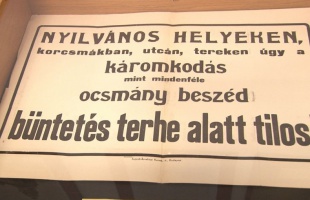 NYILVÁNOS HELYEKEN,
korcsmákban, utcán, tereken úgy a
káromkodás
mint mindenféle
ocsmány beszéd
büntetés terhe alatt tilos